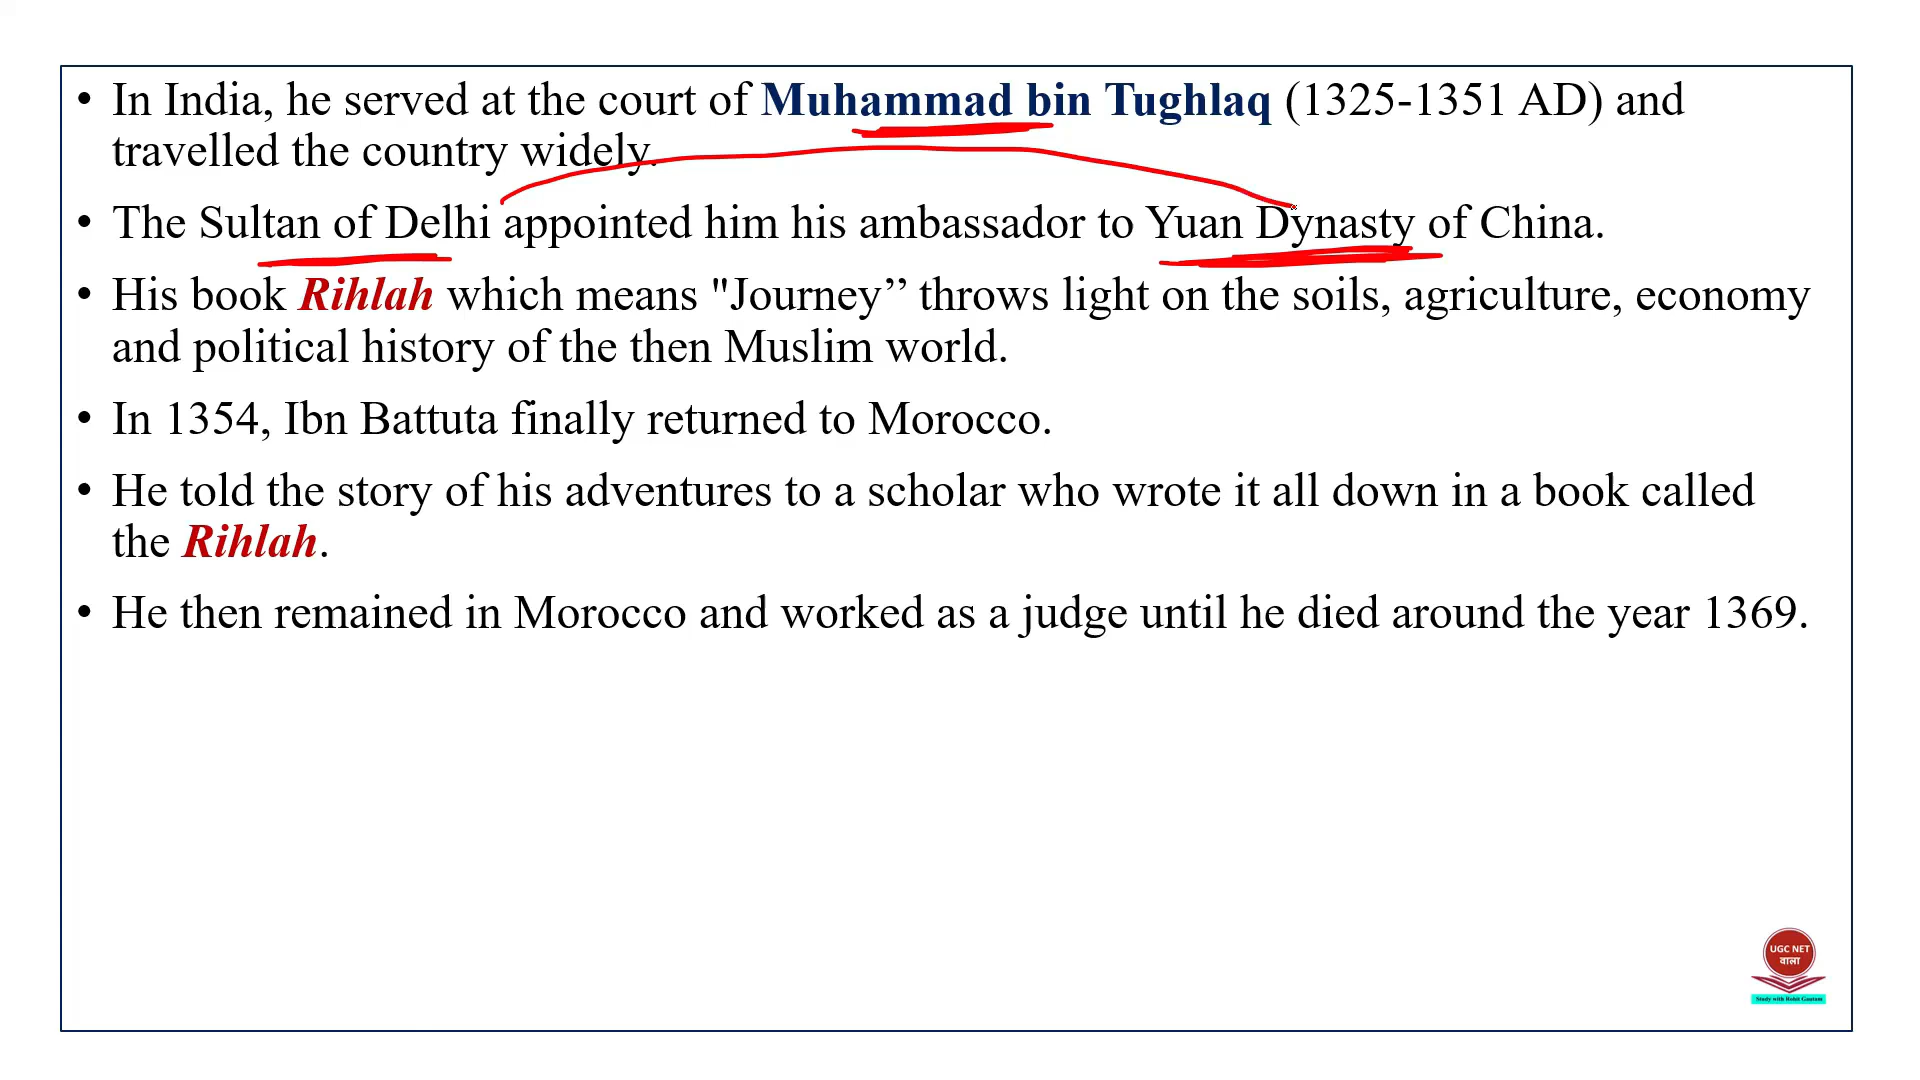 • In India, he served at the court of Muhammad bin Tughlaq (1325-1351 AD) and
travelled the country widely.
• The Sultan of Delhi appointed him his ambassador to Yuan Dynasty of China.
• His book Rihlah which means "Journey’’ throws light on the soils, agriculture, economy
and political history of the then Muslim world.
• In 1354, Ibn Battuta finally returned to Morocco.
• He told the story of his adventures to a scholar who wrote it all down in a book called
the Rihlah.
• He then remained in Morocco and worked as a judge until he died around the year 1369.
UGC NET
वाला
Study with Rohit Gautam